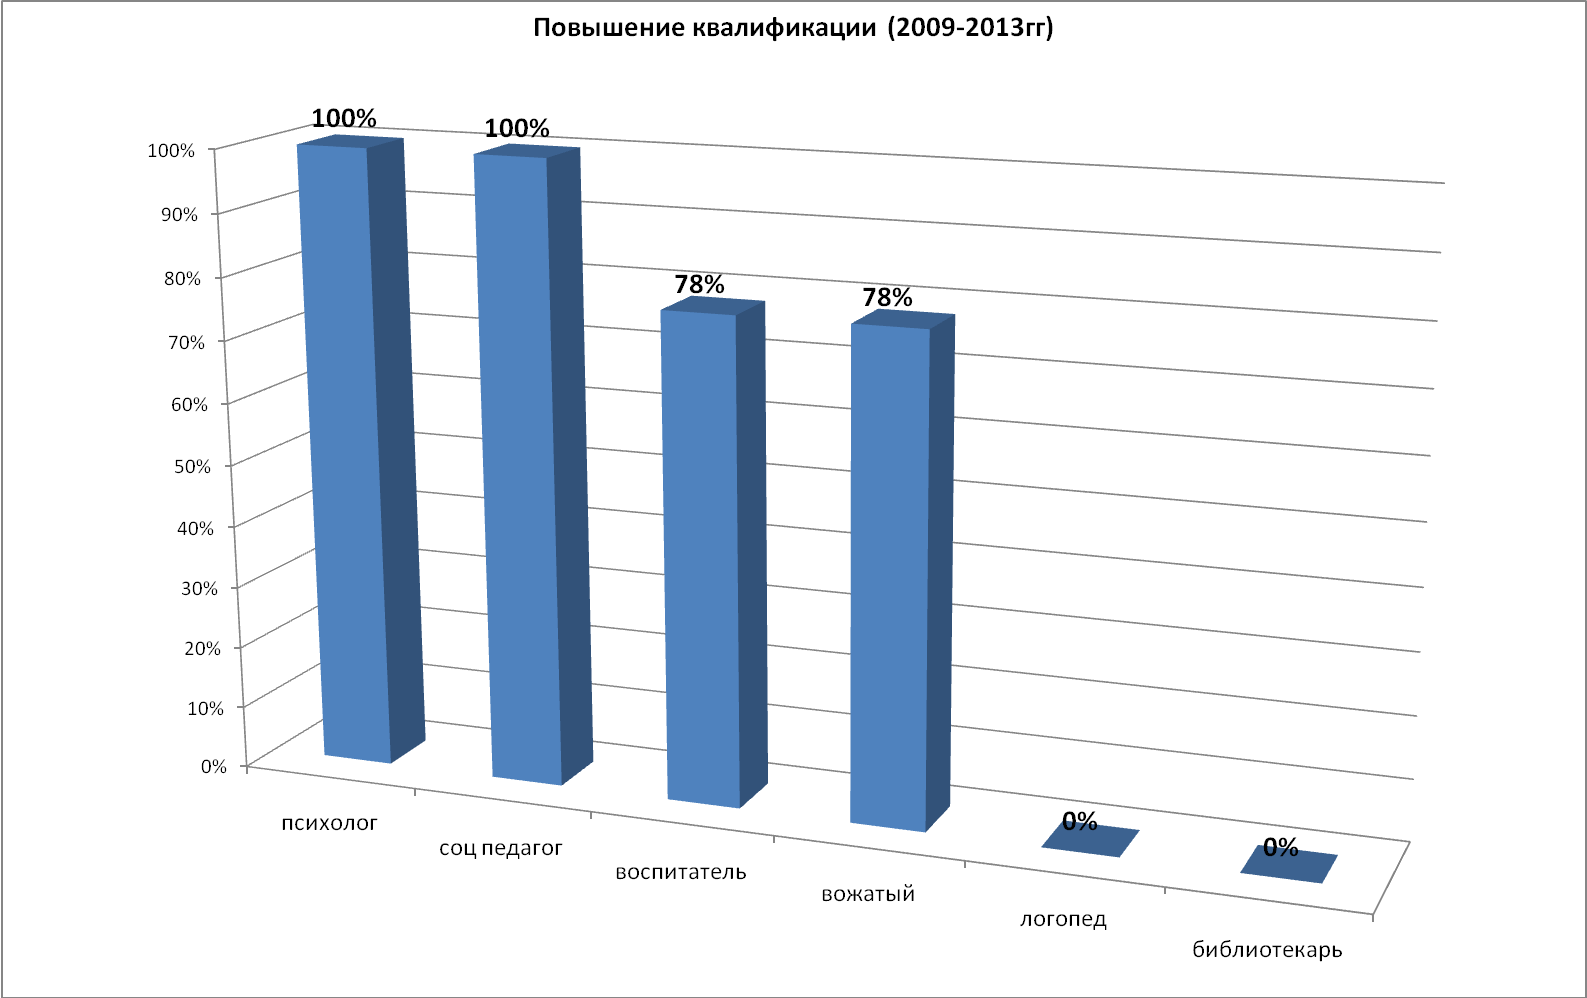 Повышение квалификации (2009-2013гг)
100%
100%
78%
78%
0%
0%
100%
90%
80%
70%
60%
50%
40%
30%
20%
10%
0%
психолог
соц педагог
воспитатель
вожатый
логопед
библиотекарь